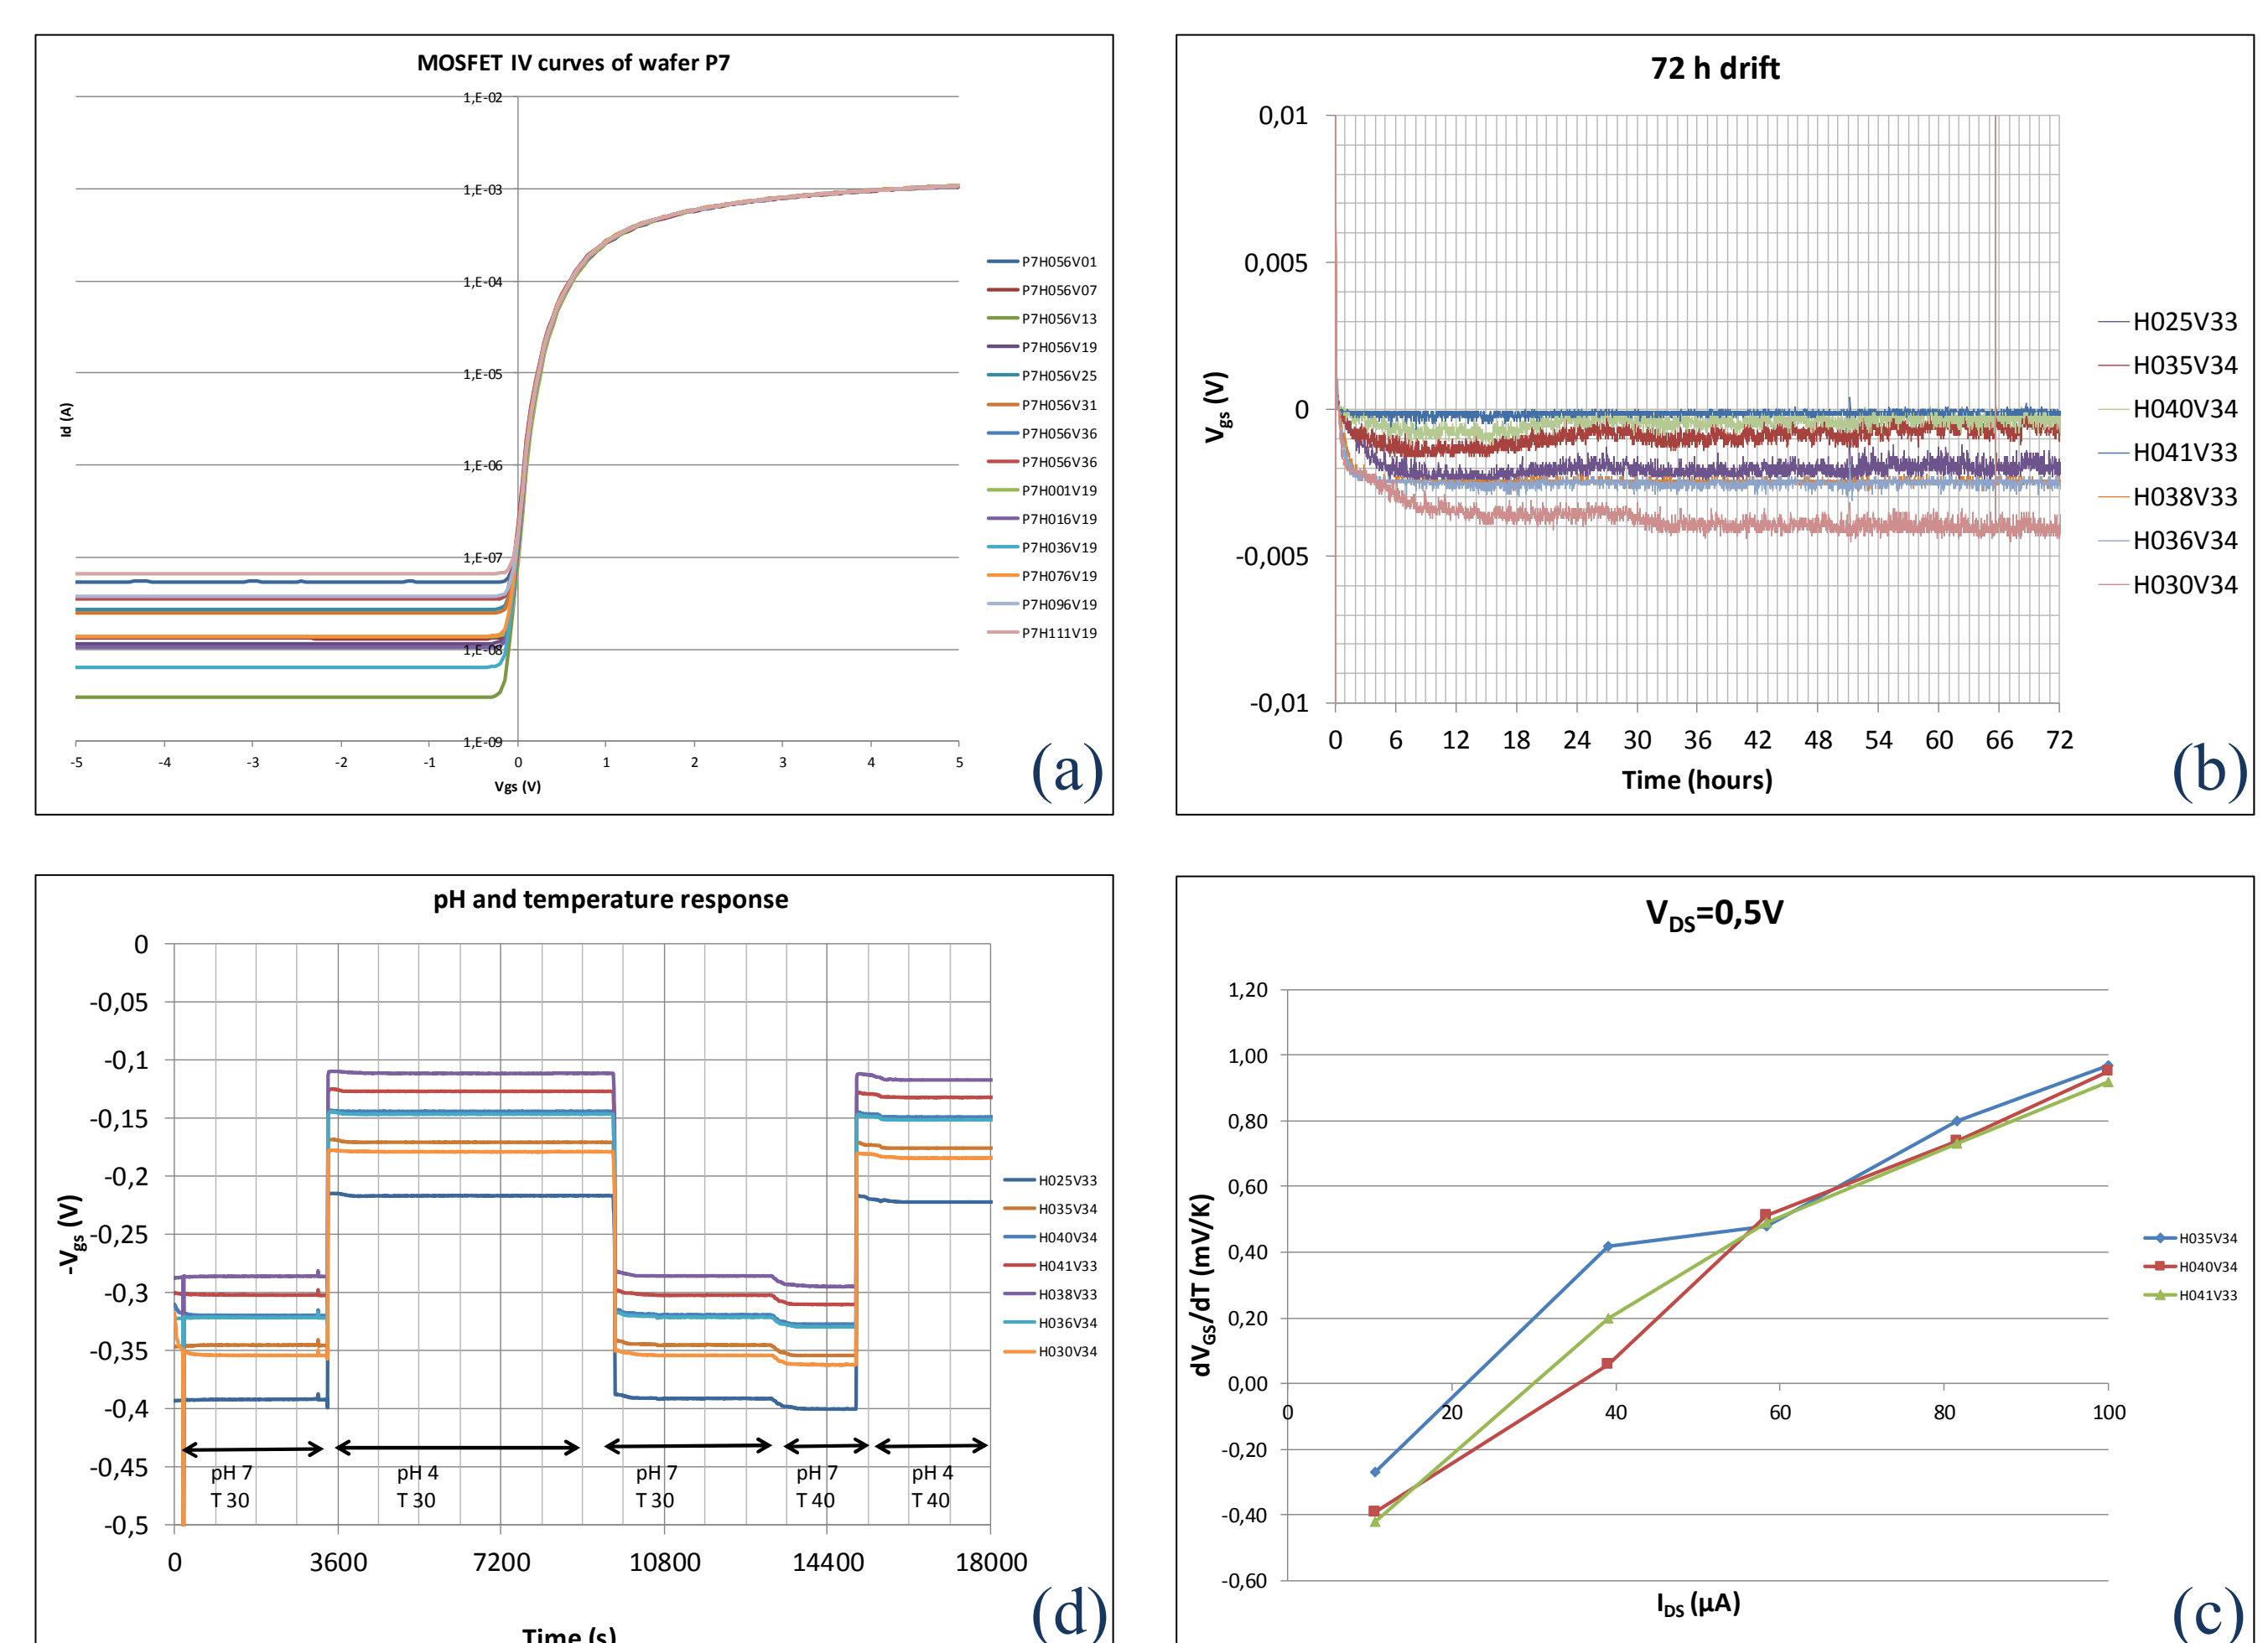 MOSFET IV curves of wafer P7
1,E-02
1,E-03
1,E-04
1,E-05
1,E-06
1,E-07
1,E-08
1,E-09
Id (A)
-5 -4 -3 -2 -1 0 1 2 3 4 5
Vgs (V)
P7H056V01
P7H056V07
P7H056V13
P7H056V19
P7H056V25
P7H056V31
P7H056V36
P7H056V36
P7H001V19
P7H016V19
P7H036V19
P7H076V19
P7H096V19
P7H111V19
(a)
72 h drift
0,01
0,005
0
-0,005
-0,01
Vgs (V)
0 6 12 18 24 30 36 42 48 54 60 66 72
Time (hours)
H025V33
H035V34
H040V34
H041V33
H038V33
H036V34
H030V34
(b)
pH and temperature response
0
-0,05
-0,1
-0,15
-0,2
-0,25
-0,3
-0,35
-0,4
-0,45
-0,5
-Vgs (V)
pH 7 pH 4 pH 7 pH 7 pH 4
T 30 T 30 T 30 T 40 T 40
0 3600 7200 10800 14400 18000
Time (s)
H025V33
H035V34
H040V34
H041V33
H038V33
H036V34
H030V34
(d)
VDS=0,5V
1,20
1,00
0,80
0,60
0,40
0,20
0,00
-0,20
-0,40
-0,60
dVGS/dT (mV/K)
0 20 40 60 80 100
IDS (µA)
H035V34
H040V34
H041V33
(c)